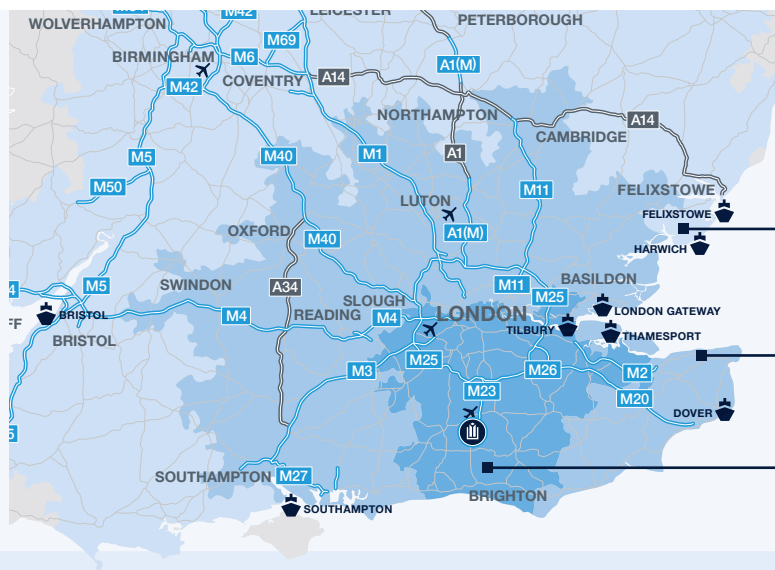 M42
LEICESTER
PETERBOROUGH
WOLVERHAMPTON
M69
BIRMINGHAM
M6
A1(M)
COVENTRY
A14
M42
NORTHAMPTON
A14
CAMBRIDGE
M5
M40
M1
A1
M50
M11
FELIXSTOWE
LUTON
FELIXSTOWE
OXFORD
M40
A1(M)
HARWICH
BASILDON
M5
SWINDON
A34
M11
M25
SLOUGH
LONDON
LONDON GATEWAY
BRISTOL
M4
READING
M4
TILBURY
THAMESPORT
BRISTOL
M25
M3
M26
M2
M23
M20
DOVER
SOUTHAMPTON
M27
BRIGHTON
SOUTHAMPTON